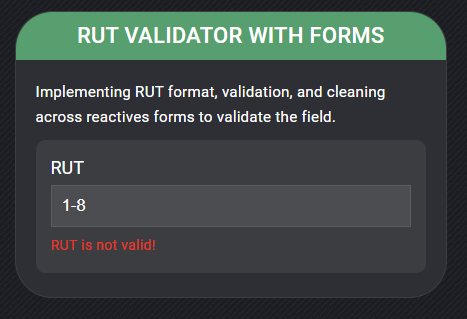 RUT VALIDATOR WITH FORMS
Implementing RUT format, validation, and cleaning
across reactives forms to validate the field.
RUT
1-8
RUT is not valid!